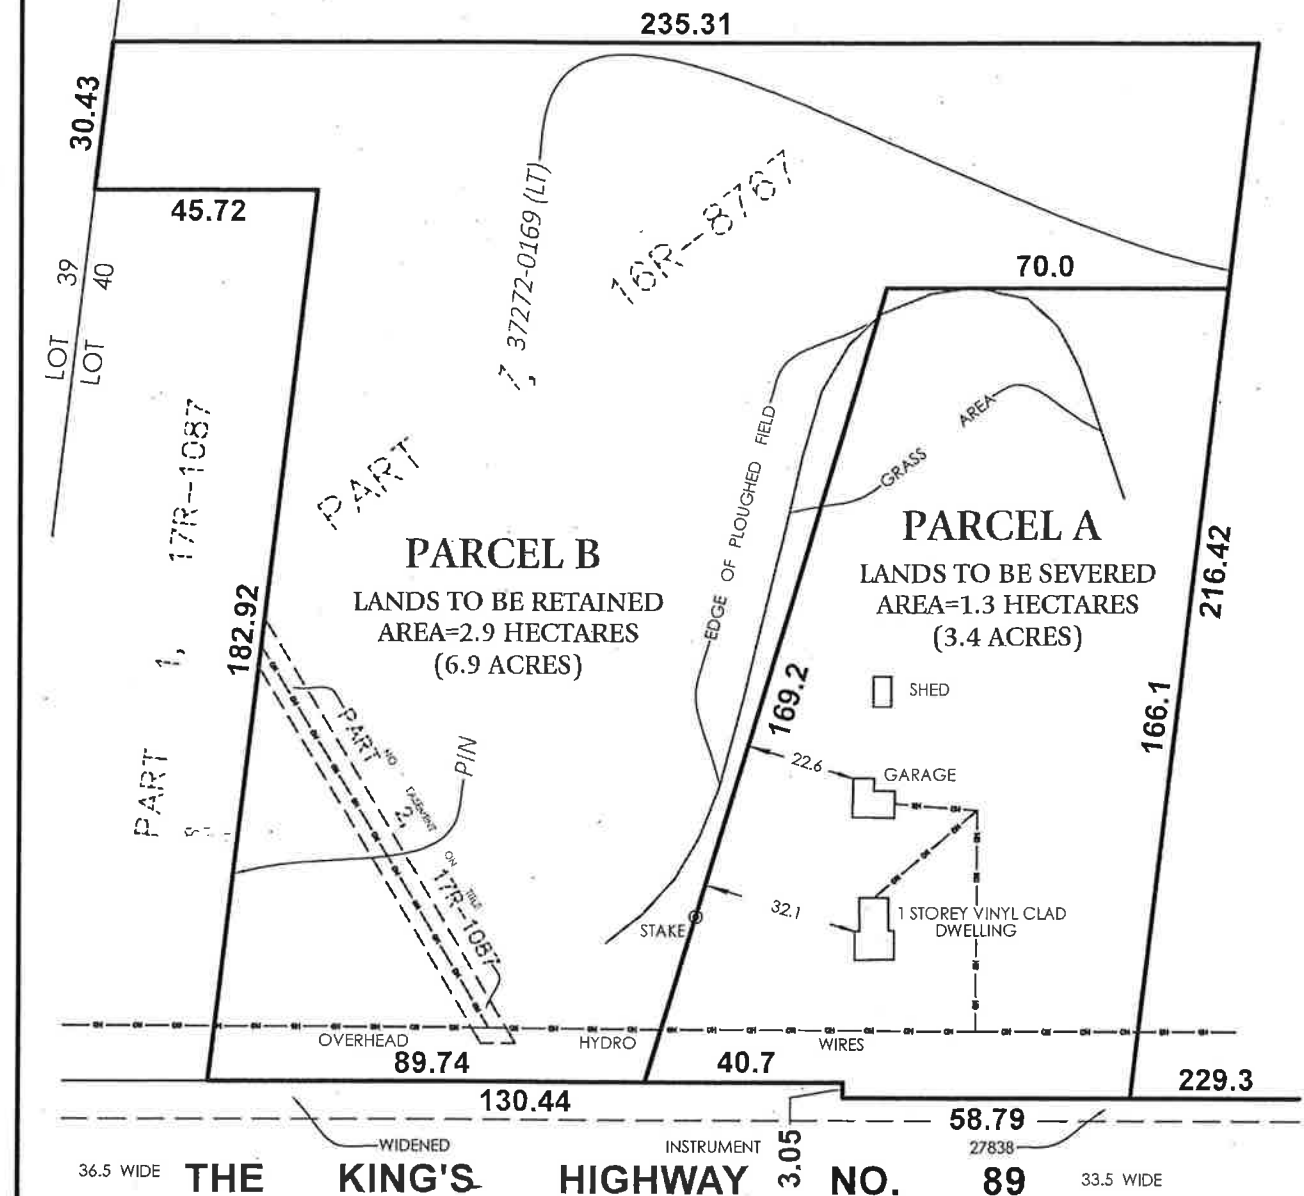 235.31
30.43
45.72
LOT 39
LOT 40
1, 37272-0169 (LT)
16R-8767
70.0
PART
17R-1087
PART 1,
EDGE OF PLOUGHED FIELD
GRASS AREA
PARCEL B
LANDS TO BE RETAINED
AREA=2.9 HECTARES
(6.9 ACRES)
PARCEL A
LANDS TO BE SEVERED
AREA=1.3 HECTARES
(3.4 ACRES)
216.42
182.92
169.2
166.1
SHED
22.6
GARAGE
PART 2, 17R-1087
NO EASEMENT ON TITLE
PIN
32.1
1 STOREY VINYL CLAD
DWELLING
STAKE
OVERHEAD HYDRO WIRES
89.74
40.7
130.44
58.79
229.3
3.05
WIDENED INSTRUMENT 27838
36.5 WIDE THE KING'S HIGHWAY NO. 89 33.5 WIDE